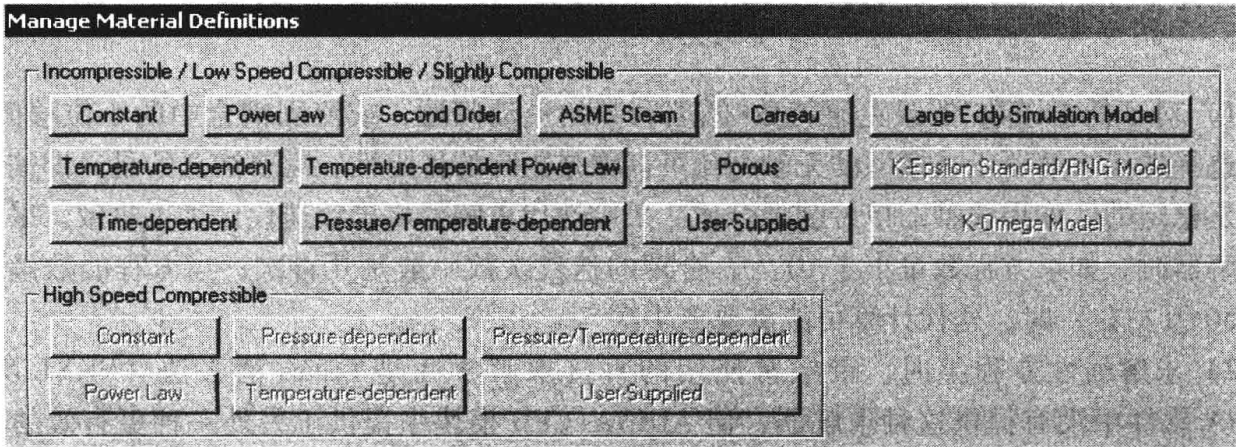 Manage Material Definitions
Incompressible / Low Speed Compressible / Slightly Compressible
Constant Power Law Second Order ASME Steam Carreau Large Eddy Simulation Model
Temperature-dependent Temperature-dependent Power Law Porous K-Epsilon Standard/RNG Model
Time-dependent Pressure/Temperature-dependent User-Supplied K-Omega Model
High Speed Compressible
Constant Pressure-dependent Pressure/Temperature-dependent
Power Law Temperature-dependent User-Supplied